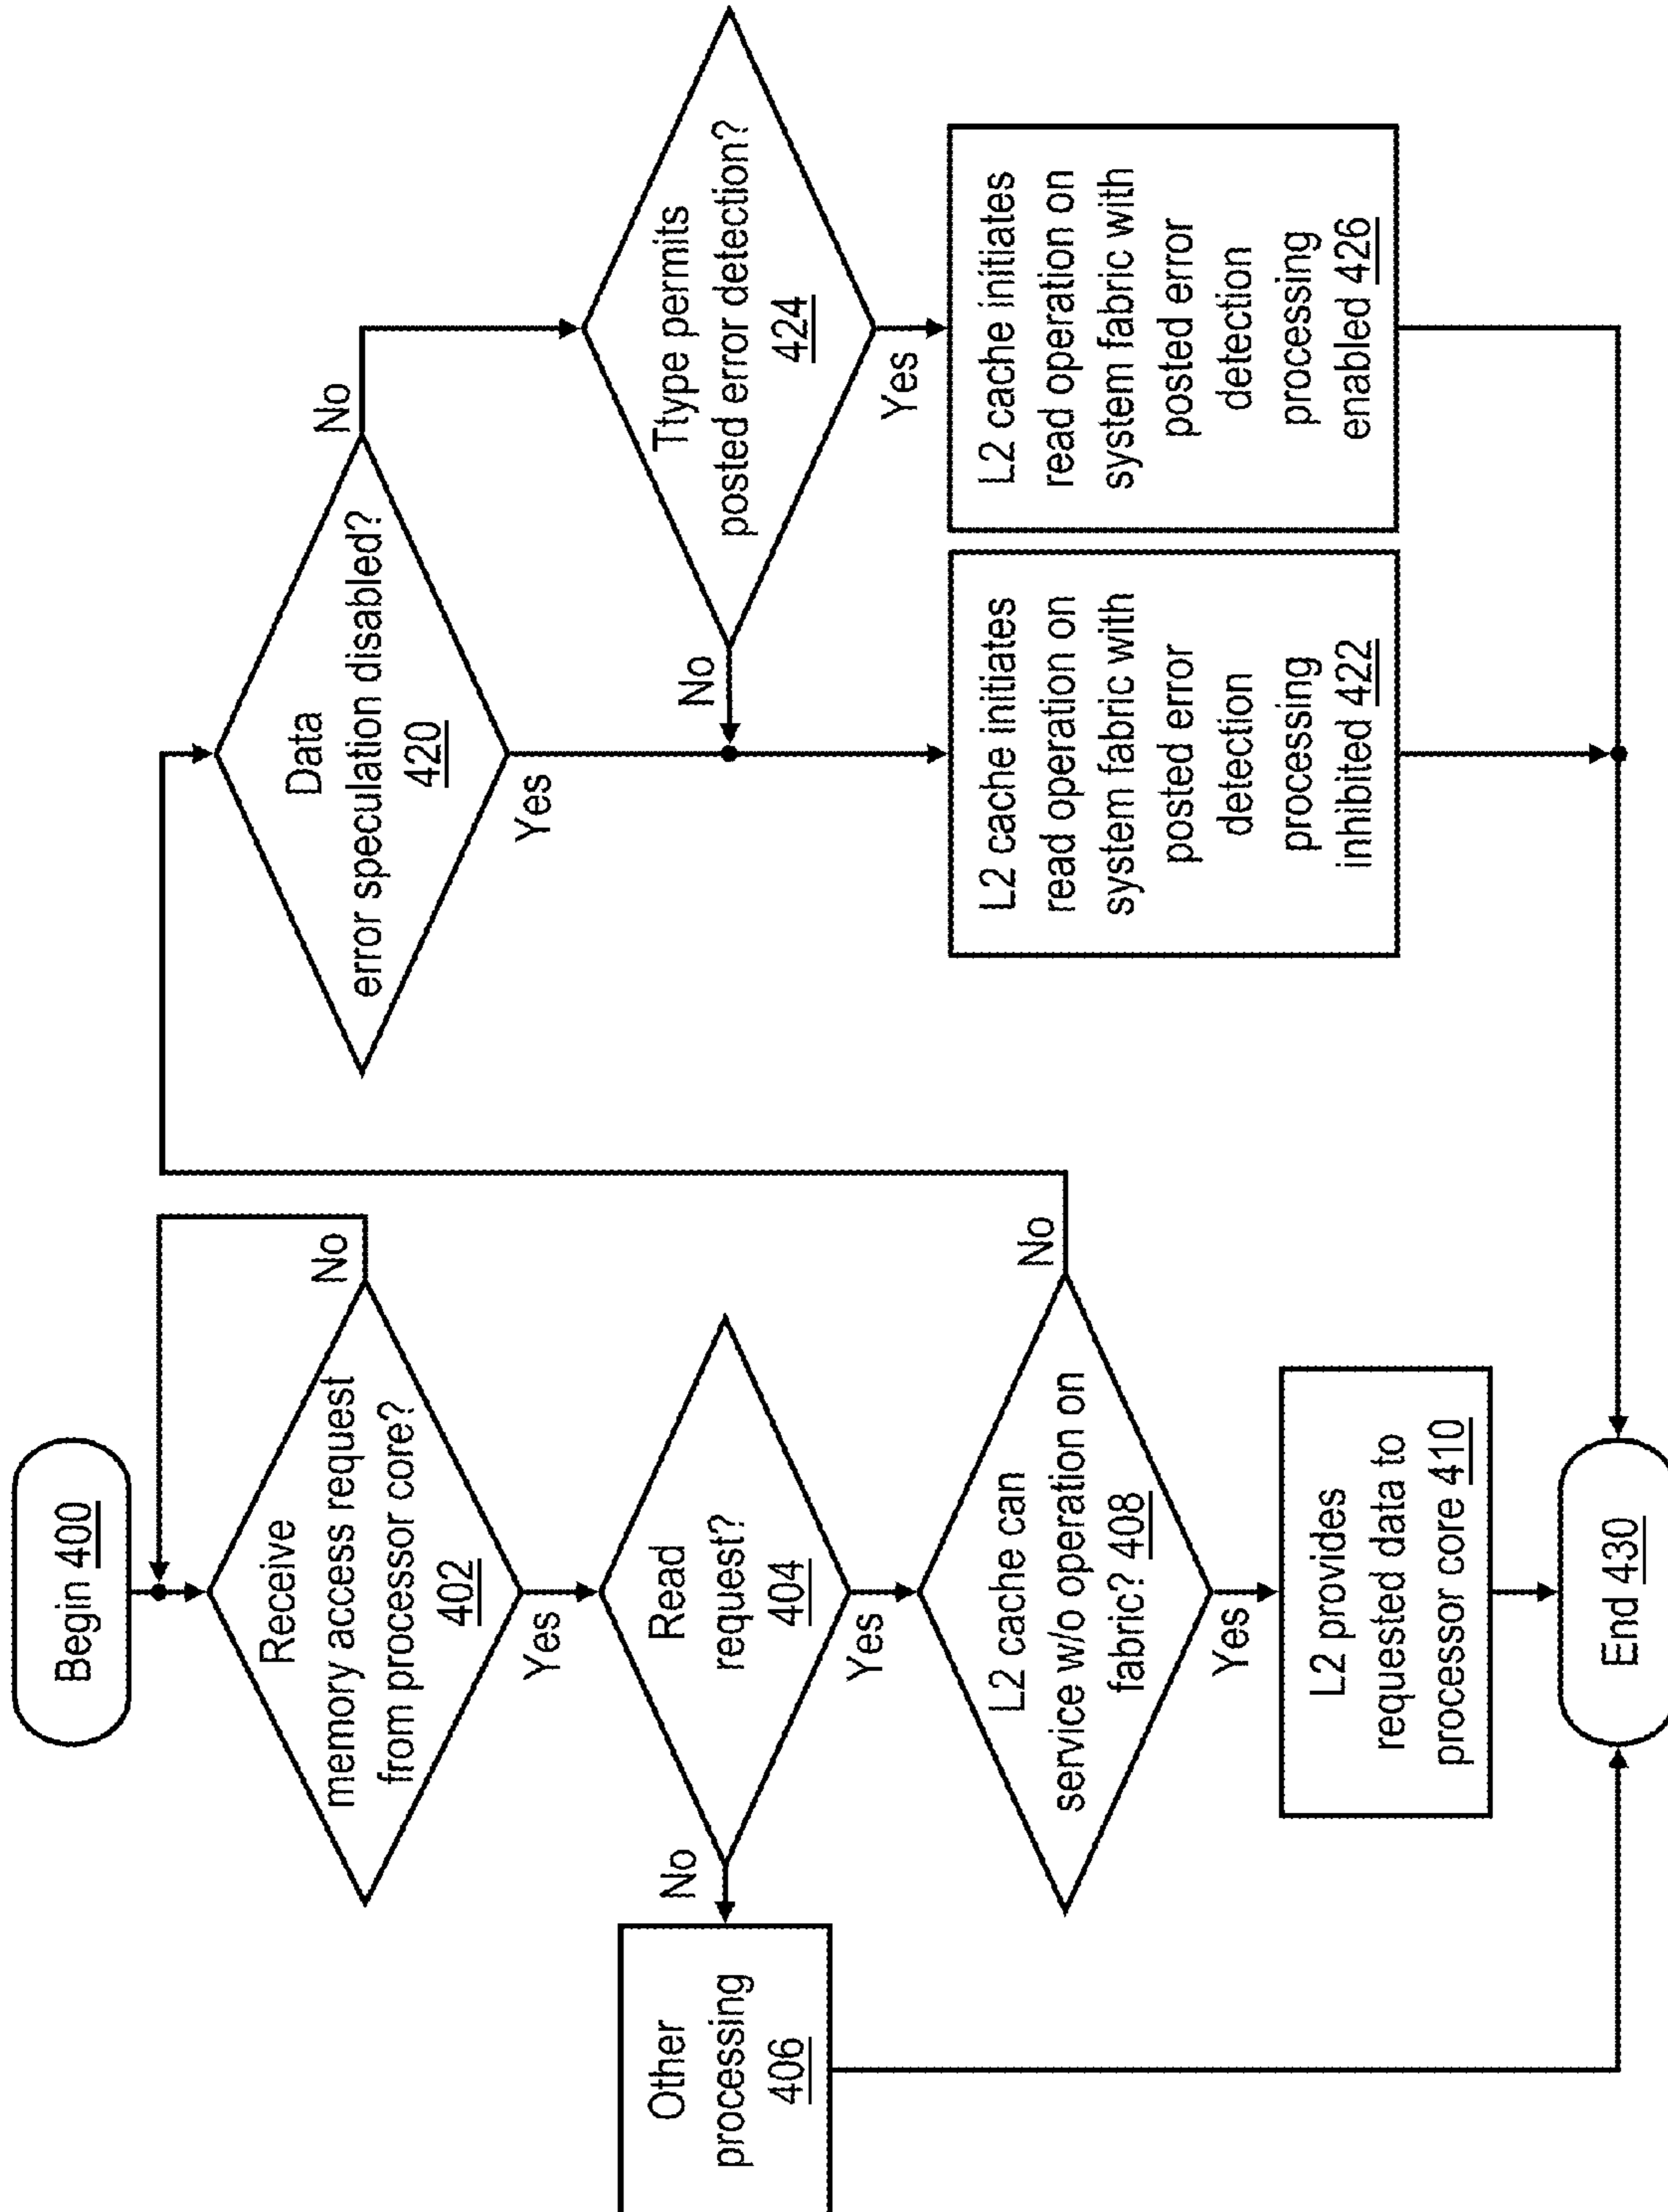 Begin 400
Receive
memory access request
from processor core?
402
No
Yes
Read
request?
404
No
Other
processing
406
Yes
L2 cache can
service w/o operation on
fabric? 408
No
Yes
L2 provides
requested data to
processor core 410
Data
error speculation disabled?
420
No
Yes
Ttype permits
posted error detection?
424
No
Yes
L2 cache initiates
read operation on
system fabric with
posted error
detection
processing
inhibited 422
L2 cache initiates
read operation on
system fabric with
posted error
detection
processing
enabled 426
End 430